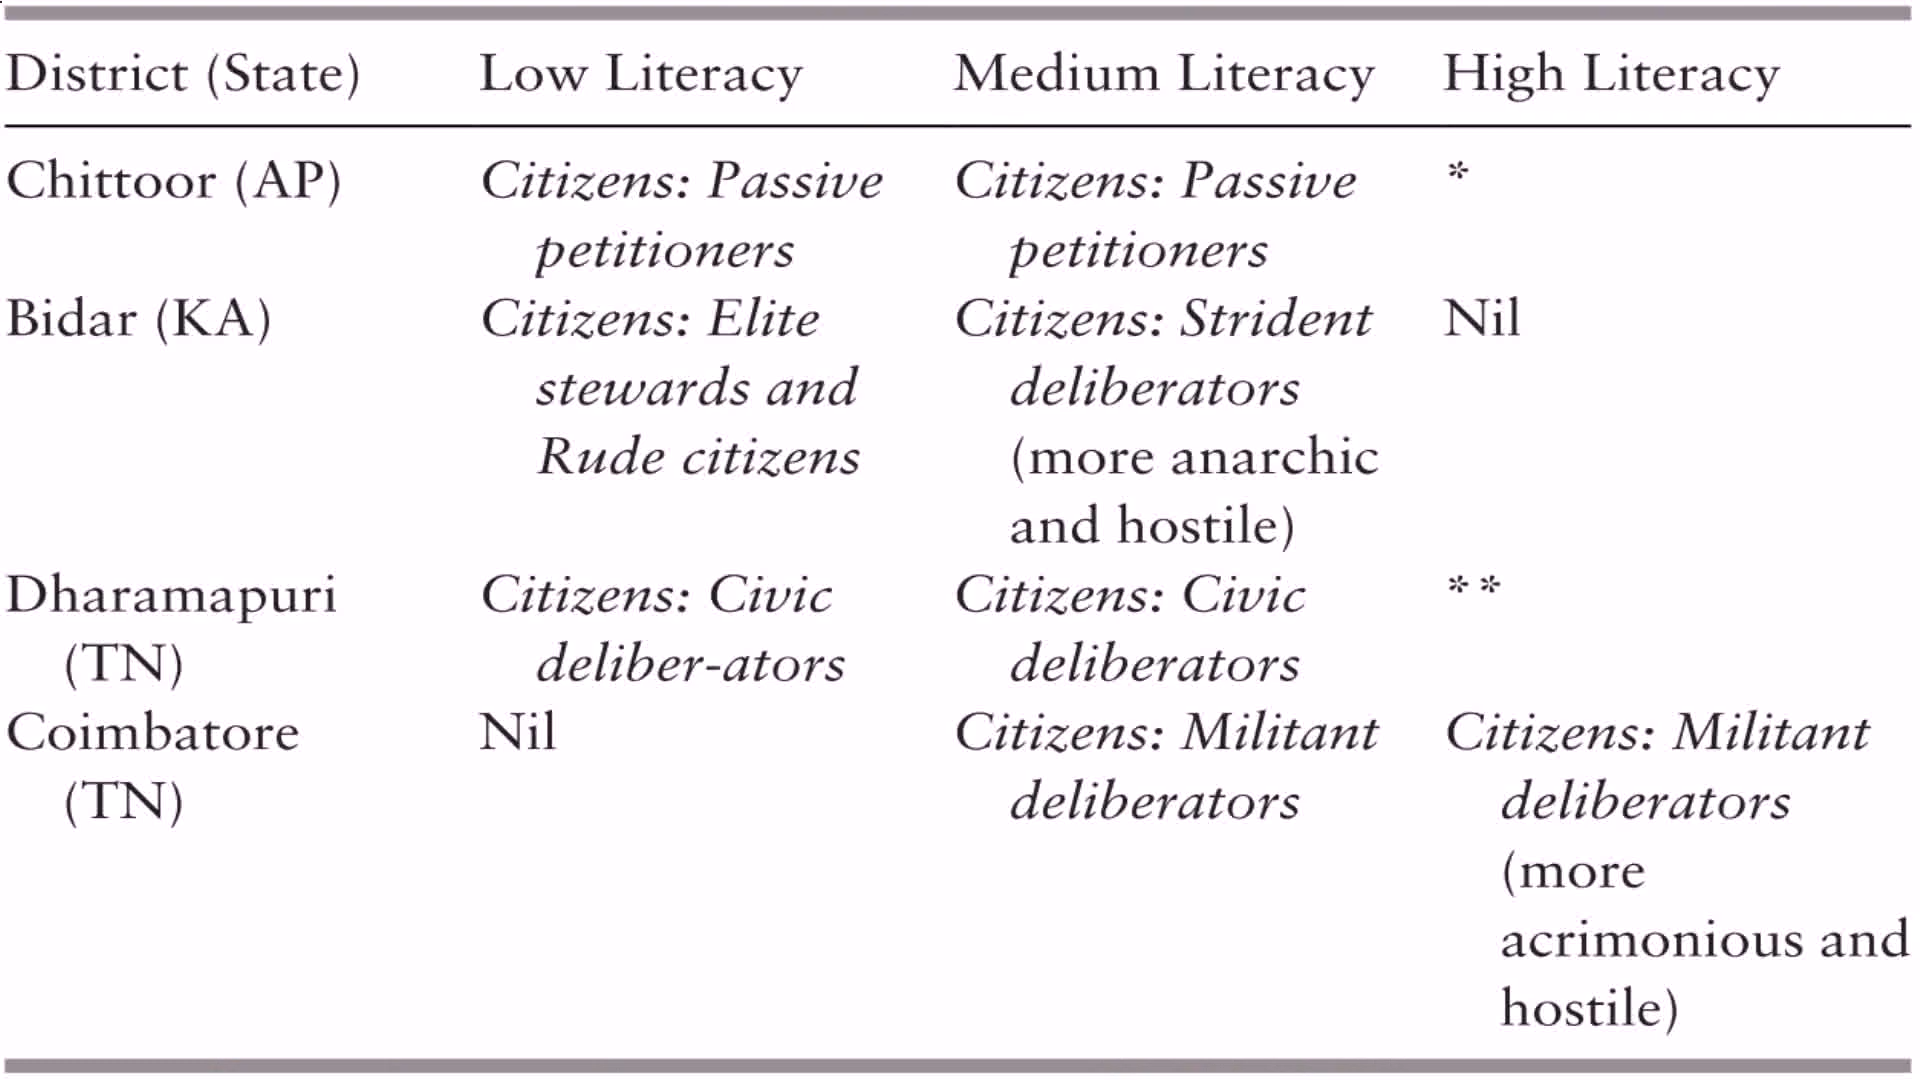 District (State) Low Literacy Medium Literacy High Literacy
Chittoor (AP) Citizens: Passive Citizens: Passive *
petitioners petitioners
Bidar (KA) Citizens: Elite Citizens: Strident Nil
stewards and deliberators
Rude citizens (more anarchic
and hostile)
Dharamapuri Citizens: Civic Citizens: Civic **
(TN) deliber-ators deliberators
Coimbatore Nil Citizens: Militant Citizens: Militant
(TN) deliberators deliberators
(more
acrimonious and
hostile)